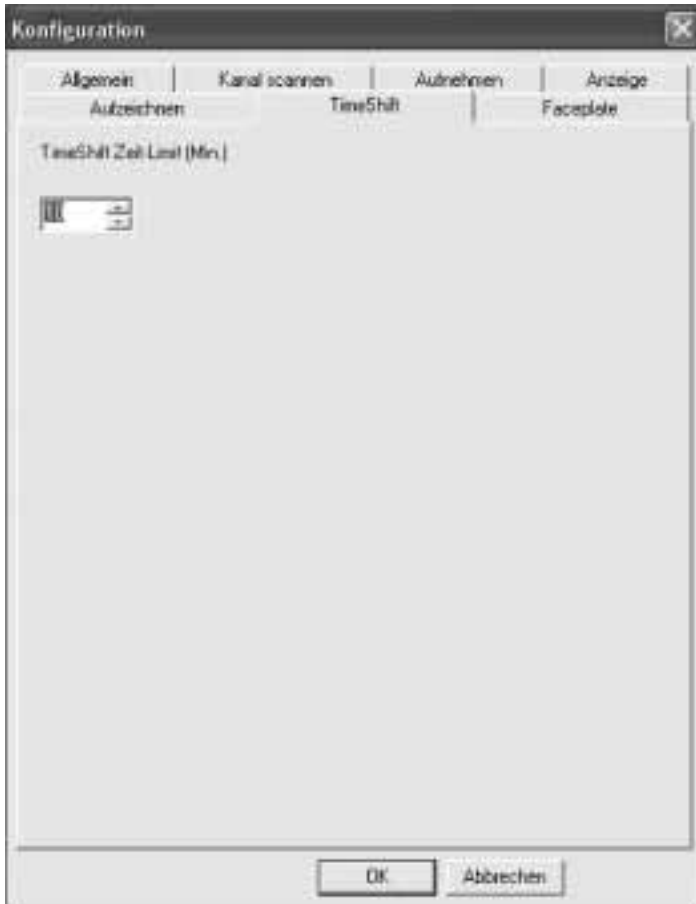 Konfiguration
Allgemein Kanal scannen Aufnehmen Anzeige
Aufzeichnen TimeShift Faceplate
TimeShift Zeit Limit (Min.)
OK Abbrechen